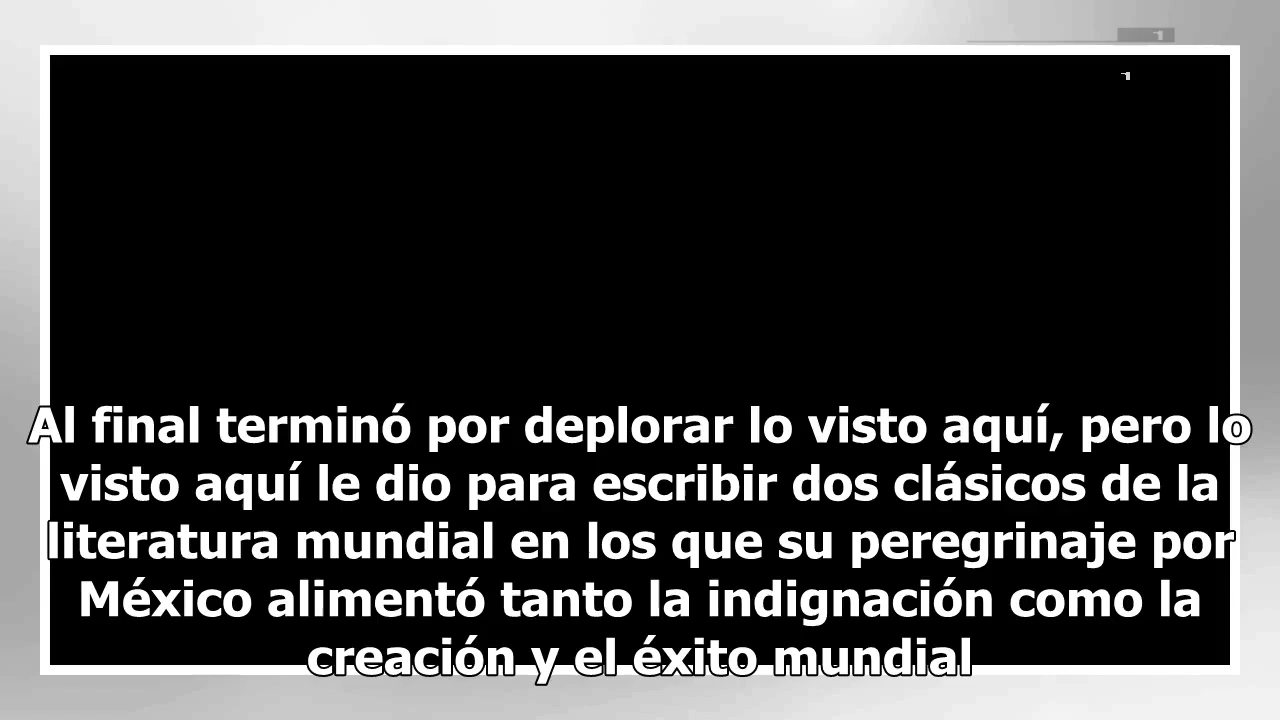 Al final terminó por deplorar lo visto aquí, pero lo
visto aquí le dio para escribir dos clásicos de la
literatura mundial en los que su peregrinaje por
México alimentó tanto la indignación como la
creación y el éxito mundial